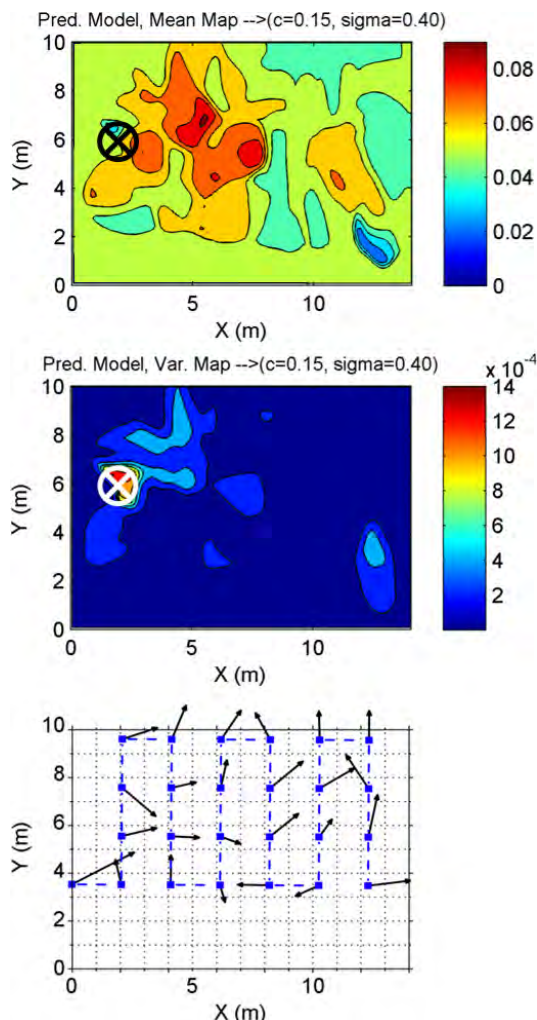 Pred. Model, Mean Map -->(c=0.15, sigma=0.40)
10
8
6
4
2
0
Y (m)
0 5 10
X (m)
0.08
0.06
0.04
0.02
0
Pred. Model, Var. Map -->(c=0.15, sigma=0.40)
x 10-4
10
8
6
4
2
0
Y (m)
0 5 10
X (m)
14
12
10
8
6
4
2
10
8
6
4
2
0
Y (m)
0 5 10
X (m)